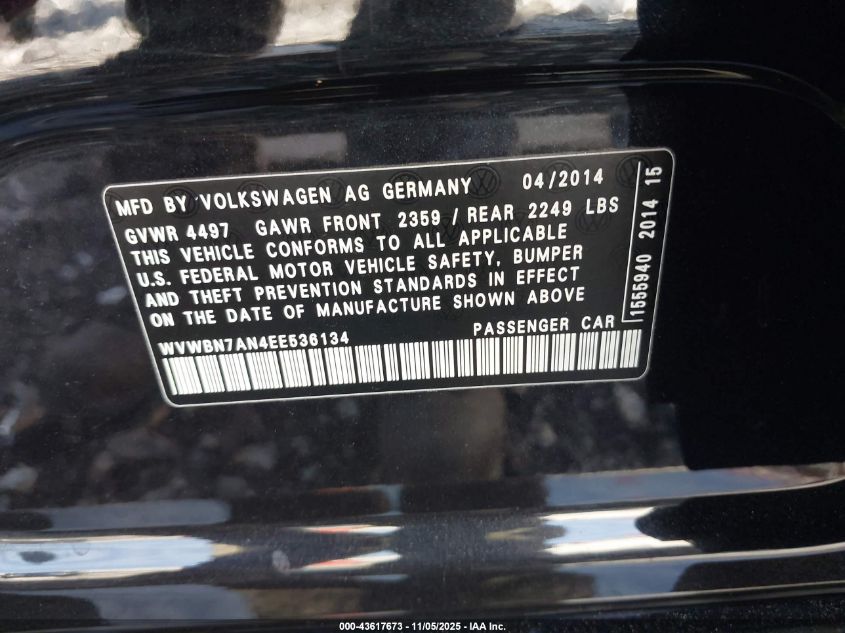 MFD BY VOLKSWAGEN AG GERMANY 04/2014
GVWR 4497 GAWR FRONT 2359 / REAR 2249 LBS
THIS VEHICLE CONFORMS TO ALL APPLICABLE
U.S. FEDERAL MOTOR VEHICLE SAFETY, BUMPER
AND THEFT PREVENTION STANDARDS IN EFFECT
ON THE DATE OF MANUFACTURE SHOWN ABOVE
WVWBN7AN4EE536134 PASSENGER CAR
1555940 2014 15
000-43617673 - 11/05/2025 - IAA Inc.